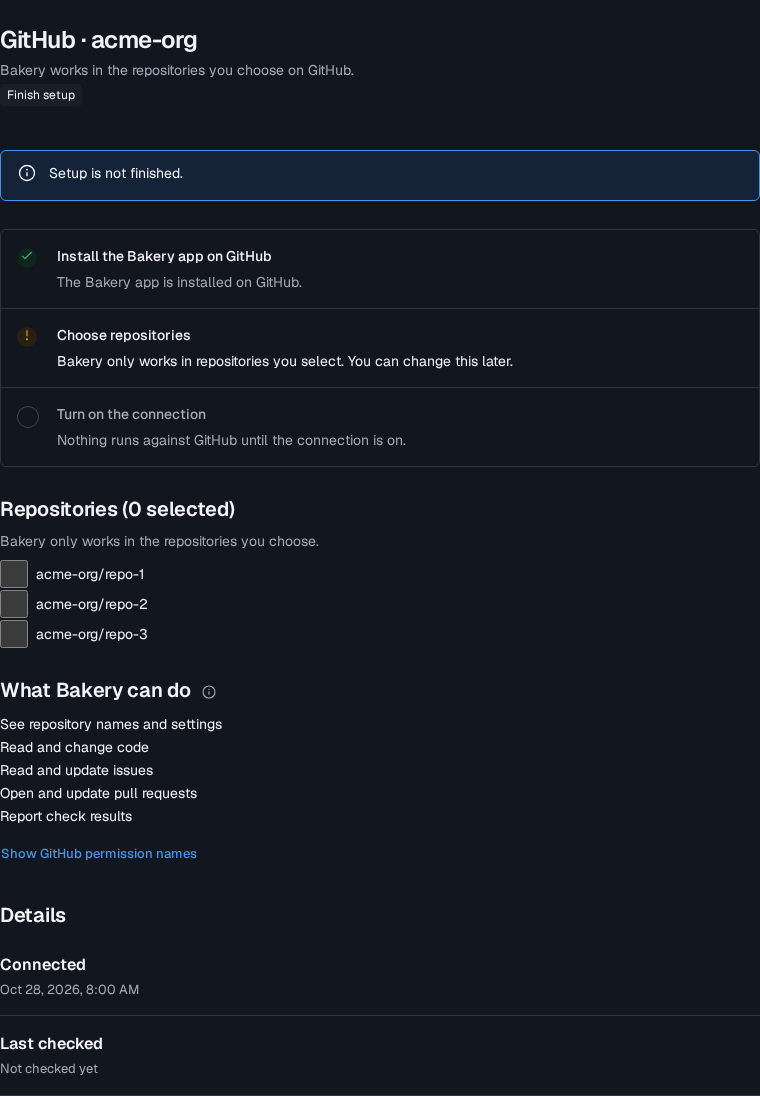 GitHub · acme-org
Bakery works in the repositories you choose on GitHub.
Finish setup
Setup is not finished.
Install the Bakery app on GitHub
The Bakery app is installed on GitHub.
Choose repositories
Bakery only works in repositories you select. You can change this later.
Turn on the connection
Nothing runs against GitHub until the connection is on.
Repositories (0 selected)
Bakery only works in the repositories you choose.
acme-org/repo-1
acme-org/repo-2
acme-org/repo-3
What Bakery can do
See repository names and settings
Read and change code
Read and update issues
Open and update pull requests
Report check results
Show GitHub permission names
Details
Connected
Oct 28, 2026, 8:00 AM
Last checked
Not checked yet